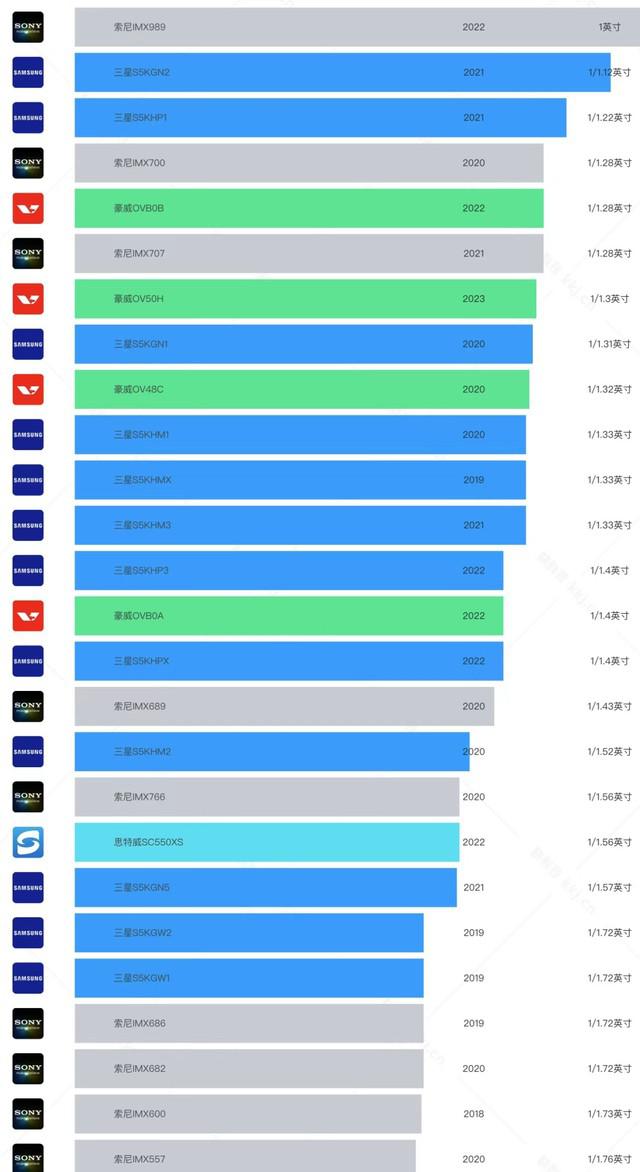 SONY 索尼IMX989 2022 1英寸
SAMSUNG 三星S5KGN2 2021 1/1.12英寸
SAMSUNG 三星S5KHP1 2021 1/1.22英寸
SONY 索尼IMX700 2020 1/1.28英寸
豪威OVB0B 2022 1/1.28英寸
SONY 索尼IMX707 2021 1/1.28英寸
豪威OV50H 2023 1/1.3英寸
SAMSUNG 三星S5KGN1 2020 1/1.31英寸
豪威OV48C 2020 1/1.32英寸
SAMSUNG 三星S5KHM1 2020 1/1.33英寸
SAMSUNG 三星S5KHMX 2019 1/1.33英寸
SAMSUNG 三星S5KHM3 2021 1/1.33英寸
SAMSUNG 三星S5KHP3 2022 1/1.4英寸
豪威OVB0A 2022 1/1.4英寸
SAMSUNG 三星S5KHPX 2022 1/1.4英寸
SONY 索尼IMX689 2020 1/1.43英寸
SAMSUNG 三星S5KHM2 2020 1/1.52英寸
SONY 索尼IMX766 2020 1/1.56英寸
思特威SC550XS 2022 1/1.56英寸
SAMSUNG 三星S5KGN5 2021 1/1.57英寸
SAMSUNG 三星S5KGW2 2019 1/1.72英寸
SAMSUNG 三星S5KGW1 2019 1/1.72英寸
SONY 索尼IMX686 2019 1/1.72英寸
SONY 索尼IMX682 2020 1/1.72英寸
SONY 索尼IMX600 2018 1/1.73英寸
SONY 索尼IMX557 2020 1/1.76英寸